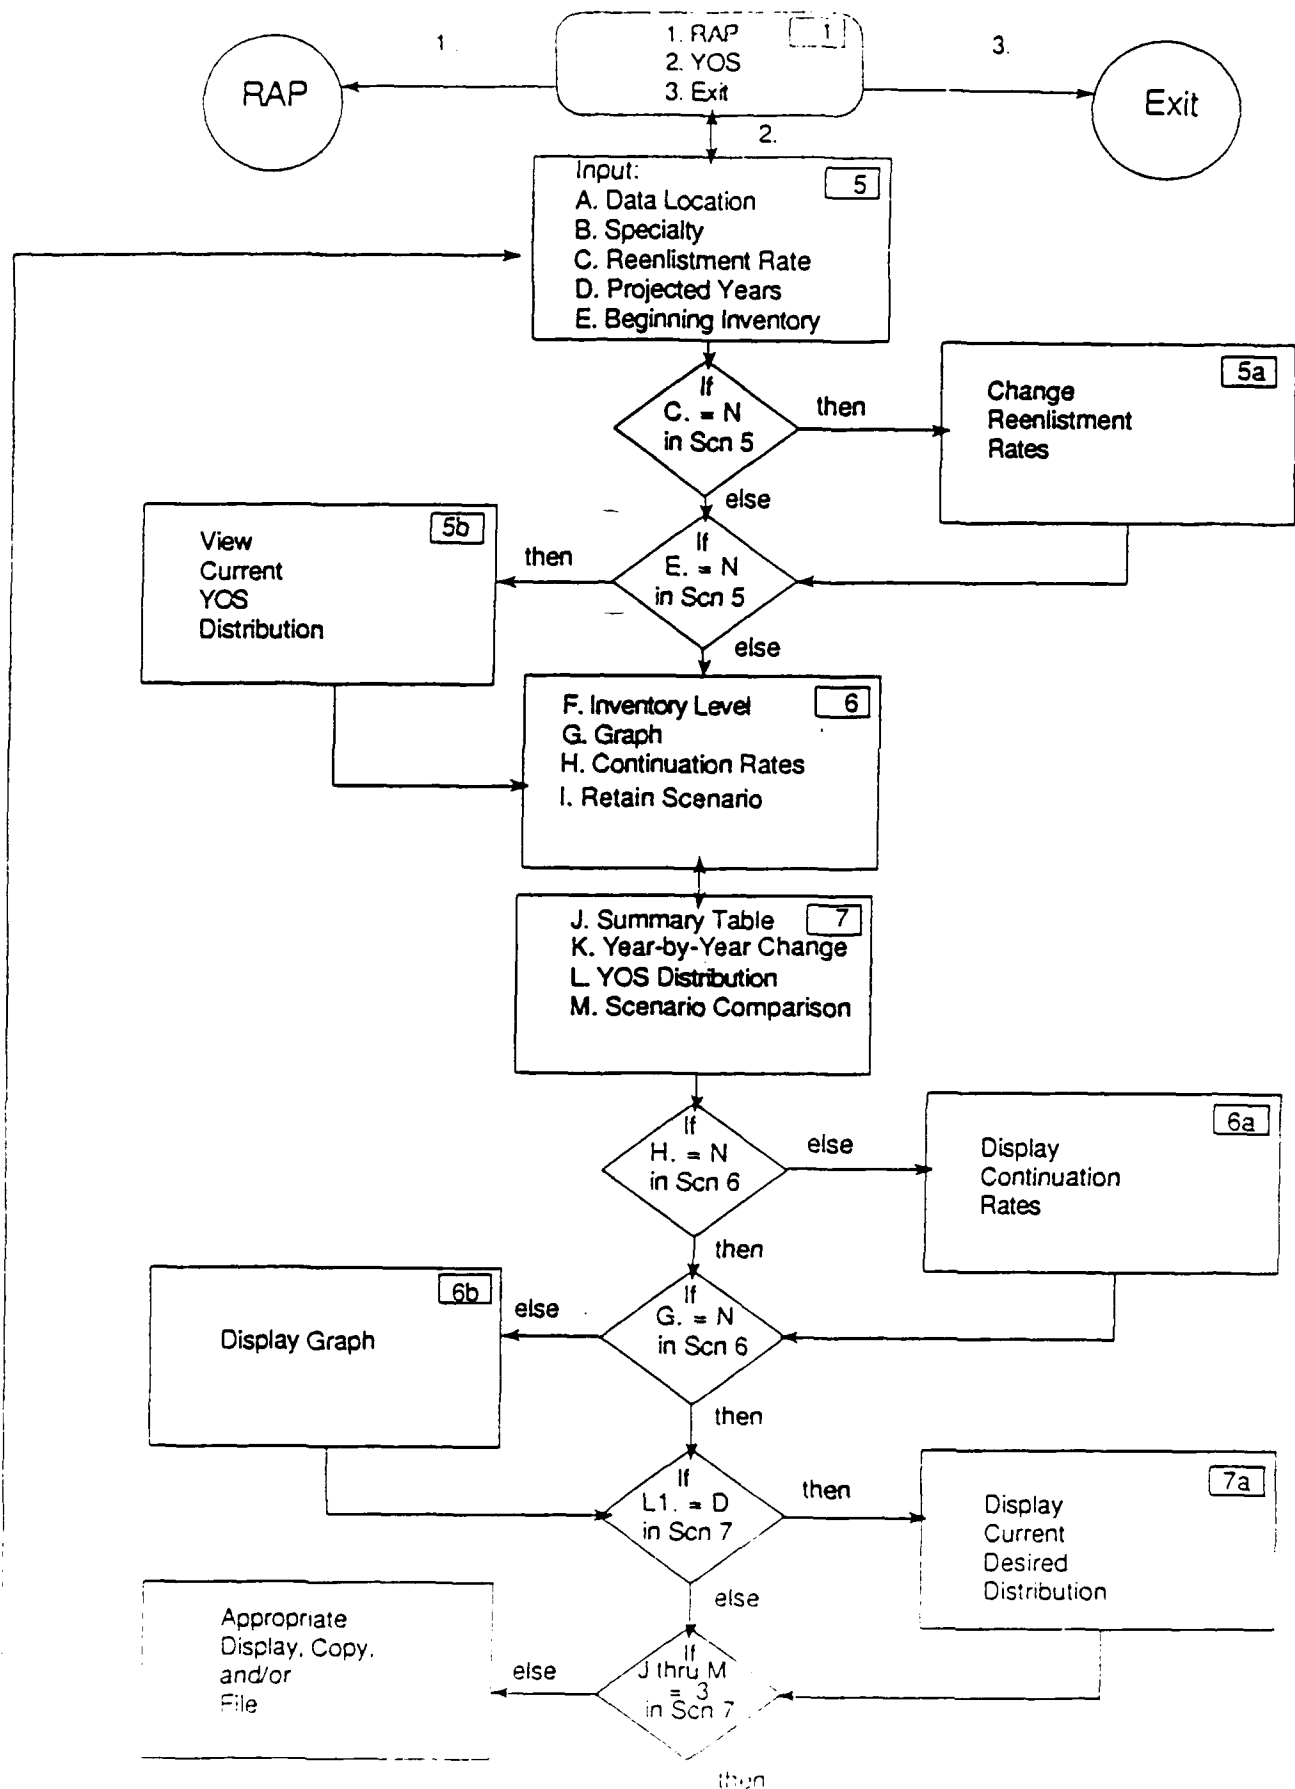 1.
1. RAP
1
2. YOS
3. Exit
3.
RAP
Exit
2.
Input:
5
A. Data Location
B. Specialty
C. Reenlistment Rate
D. Projected Years
E. Beginning Inventory
If
C. = N
in Scn 5
then
5a
Change
Reenlistment
Rates
else
5b
View
Current
YOS
Distribution
then
If
E. = N
in Scn 5
else
6
F. Inventory Level
G. Graph
H. Continuation Rates
I. Retain Scenario
J. Summary Table
7
K. Year-by-Year Change
L. YOS Distribution
M. Scenario Comparison
If
H. = N
in Scn 6
else
6a
Display
Continuation
Rates
then
6b
Display Graph
else
If
G. = N
in Scn 6
then
If
L1. = D
in Scn 7
then
7a
Display
Current
Desired
Distribution
else
Appropriate
Display, Copy,
and/or
File
else
If
J thru M
= 3
in Scn 7
then